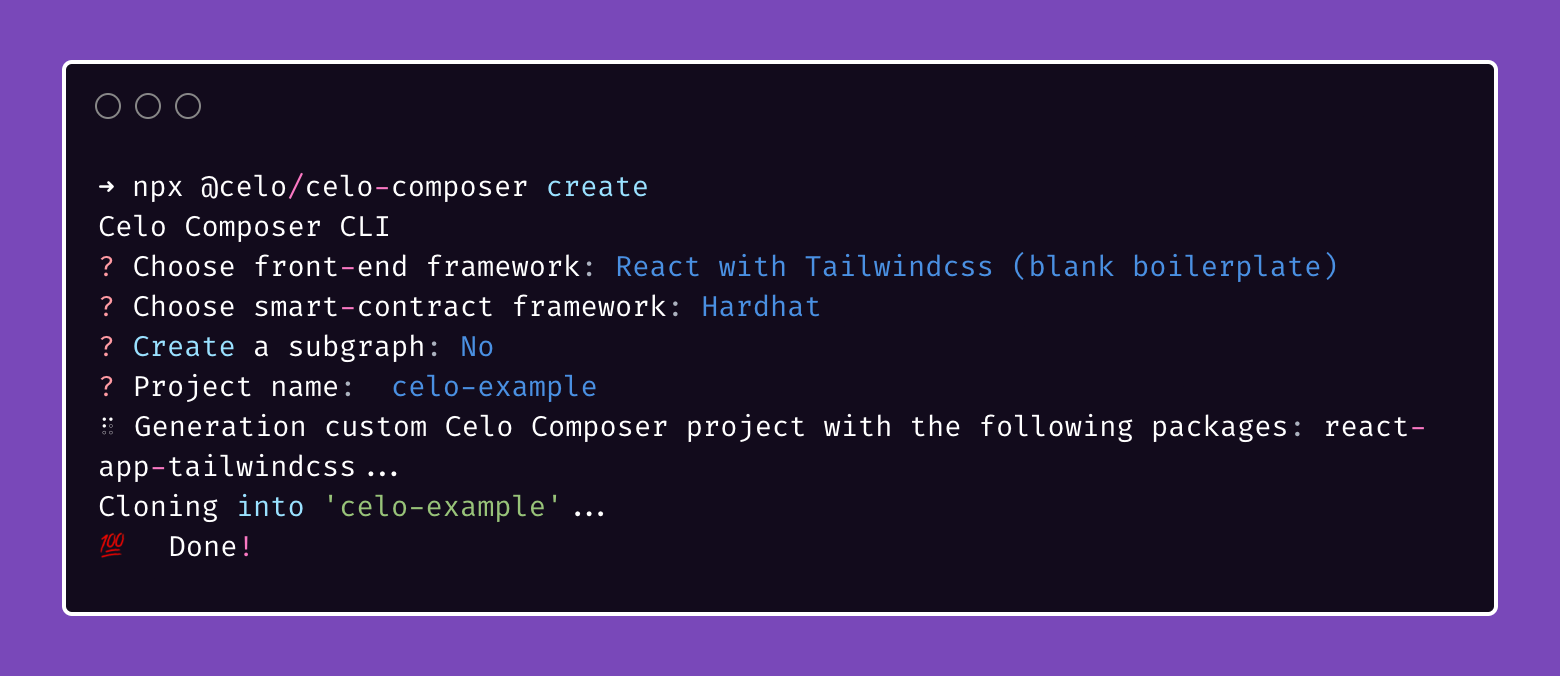 ➜ npx @celo/celo-composer create
Celo Composer CLI
? Choose front-end framework: React with Tailwindcss (blank boilerplate)
? Choose smart-contract framework: Hardhat
? Create a subgraph: No
? Project name:  celo-example
⠹ Generation custom Celo Composer project with the following packages: react-
app-tailwindcss...
Cloning into 'celo-example'...
💯  Done!